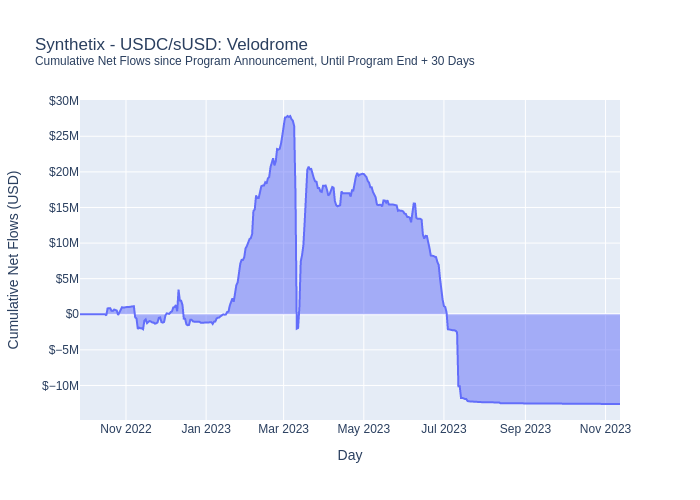 Synthetix - USDC/sUSD: Velodrome
Cumulative Net Flows since Program Announcement, Until Program End + 30 Days
Cumulative Net Flows (USD)
$30M
$25M
$20M
$15M
$10M
$5M
$0
$−5M
$−10M
Nov 2022
Jan 2023
Mar 2023
May 2023
Jul 2023
Sep 2023
Nov 2023
Day